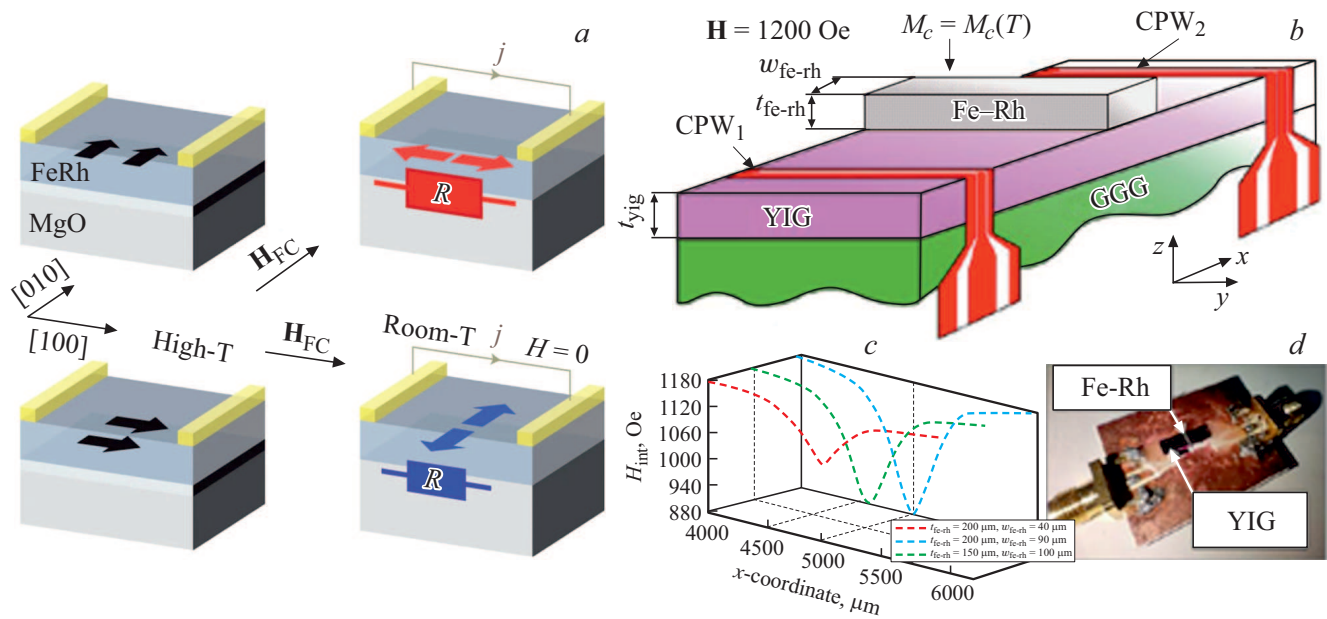 a
j
FeRh
MgO
R
H_FC
[010]
[100]
High-T
H_FC
Room-T
j
H = 0
R
H = 1200 Oe
M_c = M_c(T)
CPW_2
b
w_fe-rh
t_fe-rh
Fe–Rh
CPW_1
t_yig
YIG
GGG
z
x
y
c
1180
1120
1060
1000
940
880
H_int, Oe
4000
4500
5000
5500
6000
x-coordinate, μm
t_fe-rh = 200 μm, w_fe-rh = 40 μm
t_fe-rh = 200 μm, w_fe-rh = 90 μm
t_fe-rh = 150 μm, w_fe-rh = 100 μm
d
Fe-Rh
YIG